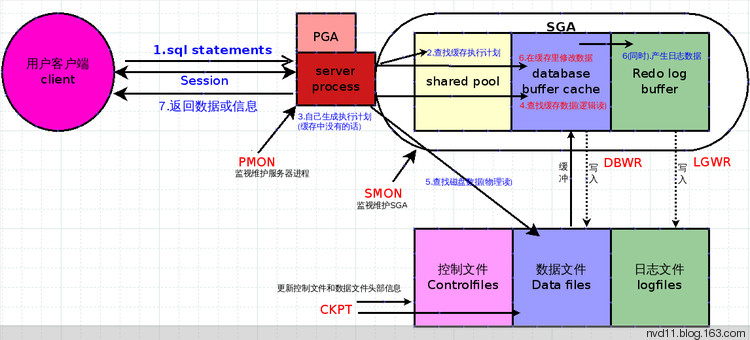 SGA
PGA
用户客户端
client
1.sql statements
Session
7.返回数据或信息
server
process
2.查找缓存执行计划
shared pool
6.在缓存里修改数据
database
buffer cache
4.查找缓存数据(逻辑读)
6(同时).产生日志数据
Redo log
buffer
3.自己生成执行计划
(缓存中没有的话)
PMON
监视维护服务器进程
SMON
监视维护SGA
5.查找磁盘数据(物理读)
缓冲
写入
DBWR
写入
LGWR
控制文件
Controlfiles
数据文件
Data files
日志文件
logfiles
更新控制文件和数据文件头部信息
CKPT
nvd11.blog.163.com